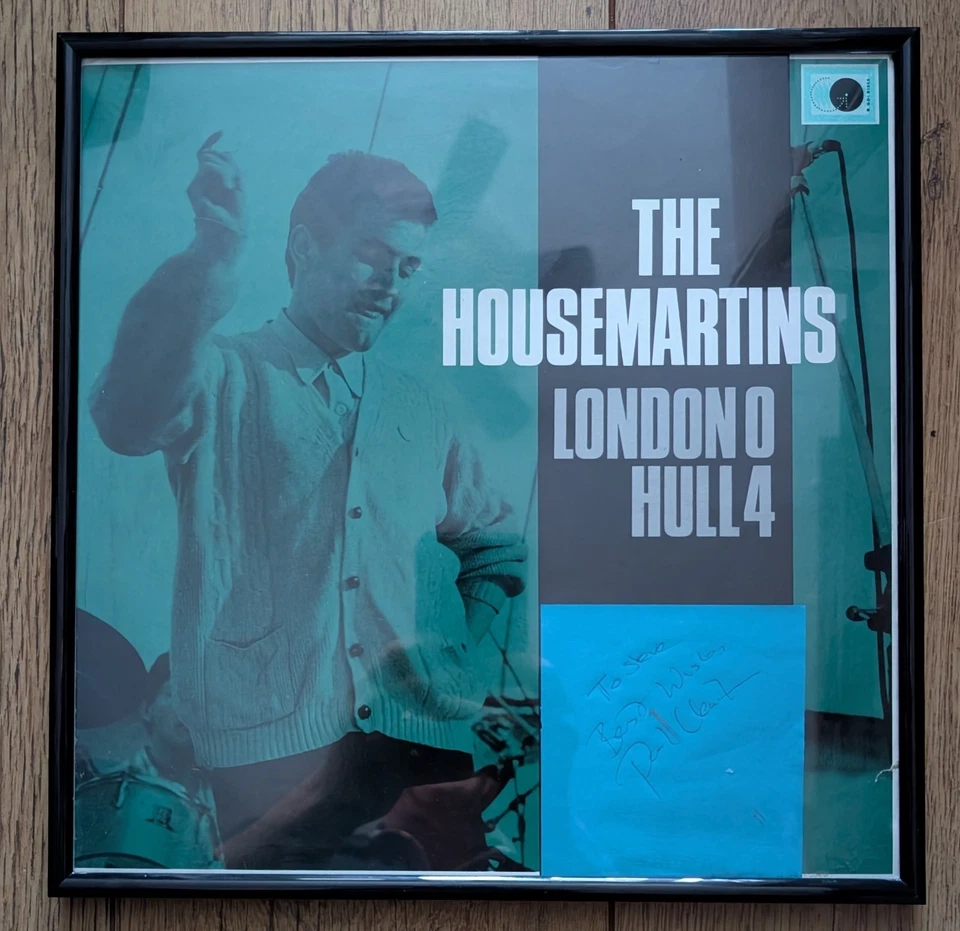 THE
HOUSEMARTINS
LONDON 0
HULL 4
To Steve
Best Wishes